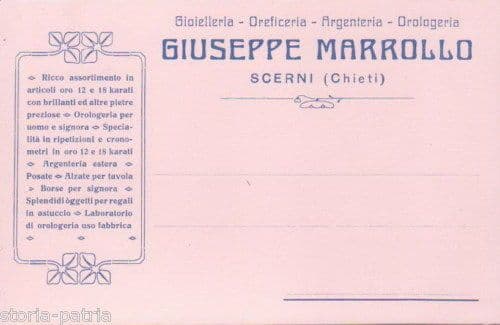 Gioielleria - Oreficeria - Argenteria - Orologeria
GIUSEPPE MARROLLO
SCERNI (Chieti)
Ricco assortimento in
articoli oro 12 e 18 karati
con brillanti ed altre pietre
preziose Orologeria per
uomo e signora Specia-
lità in ripetizioni e crono-
metri in oro 12 e 18 karati
Argenteria estera
Posate Alzate per tavola
Borse per signora
Splendidi òggetti per regali
in astuccio Laboratorio
di orologeria uso fabbrica
storia-patria